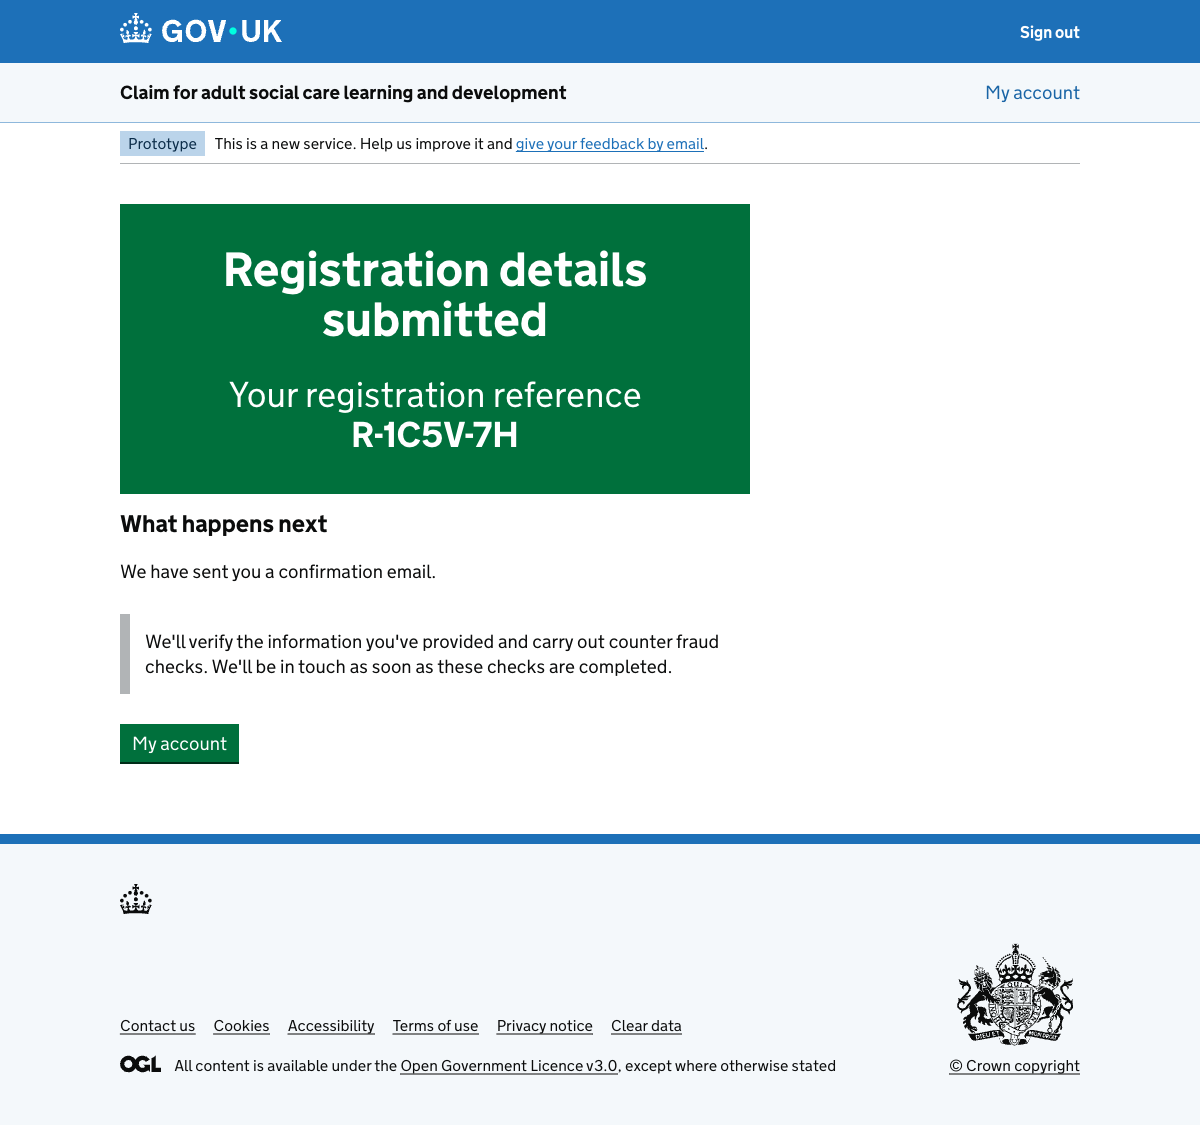 GOV·UK
Sign out
Claim for adult social care learning and development
My account
Prototype
This is a new service. Help us improve it and give your feedback by email.
Registration details
submitted
Your registration reference
R-1C5V-7H
What happens next
We have sent you a confirmation email.
We'll verify the information you've provided and carry out counter fraud
checks. We'll be in touch as soon as these checks are completed.
My account
Contact us
Cookies
Accessibility
Terms of use
Privacy notice
Clear data
OGL
All content is available under the Open Government Licence v3.0, except where otherwise stated
© Crown copyright